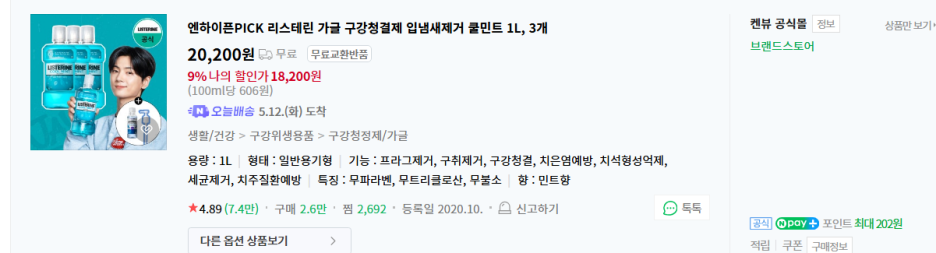 LISTERINE
공식
엔하이픈PICK 리스테린 가글 구강청결제 입냄새제거 쿨민트 1L, 3개
20,200원 무료 무료교환반품
9% 나의 할인가 18,200원
(100ml당 606원)
N 오늘배송 5.12.(화) 도착
생활/건강 > 구강위생용품 > 구강청정제/가글
용량 : 1L | 형태 : 일반용기형 | 기능 : 프라그제거, 구취제거, 구강청결, 치은염예방, 치석형성억제,
세균제거, 치주질환예방 | 특징 : 무파라벤, 무트리클로산, 무불소 | 향 : 민트향
★4.89 (7.4만) · 구매 2.6만 · 찜 2,692 · 등록일 2020.10. · 신고하기
톡톡
다른 옵션 상품보기 >
켄뷰 공식몰 정보
브랜드스토어
상품만 보기
공식 N pay+ 포인트 최대 202원
적립 | 쿠폰 구매정보